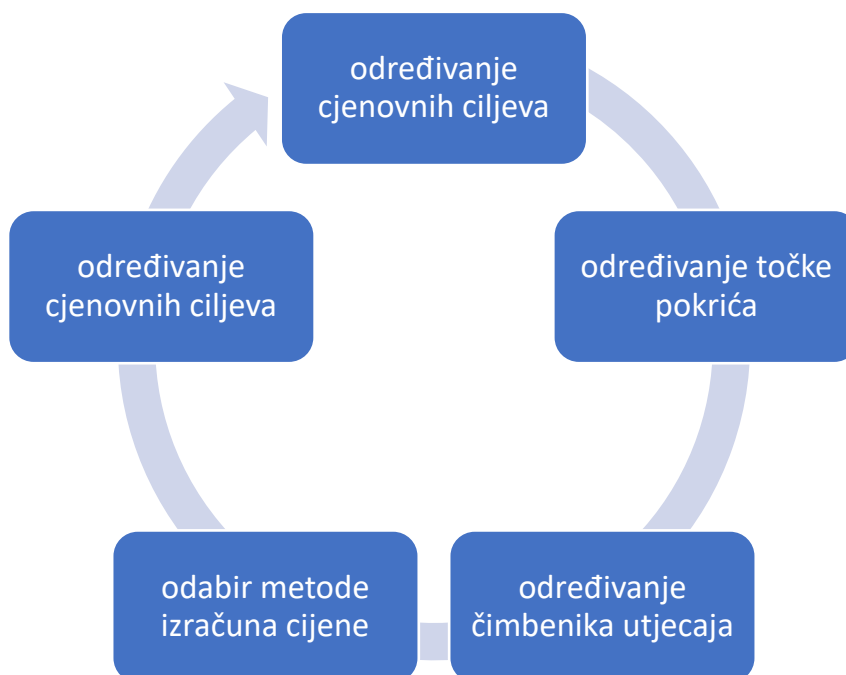 određivanje
cjenovnih ciljeva
određivanje točke
pokrića
određivanje
čimbenika utjecaja
odabir metode
izračuna cijene
određivanje
cjenovnih ciljeva